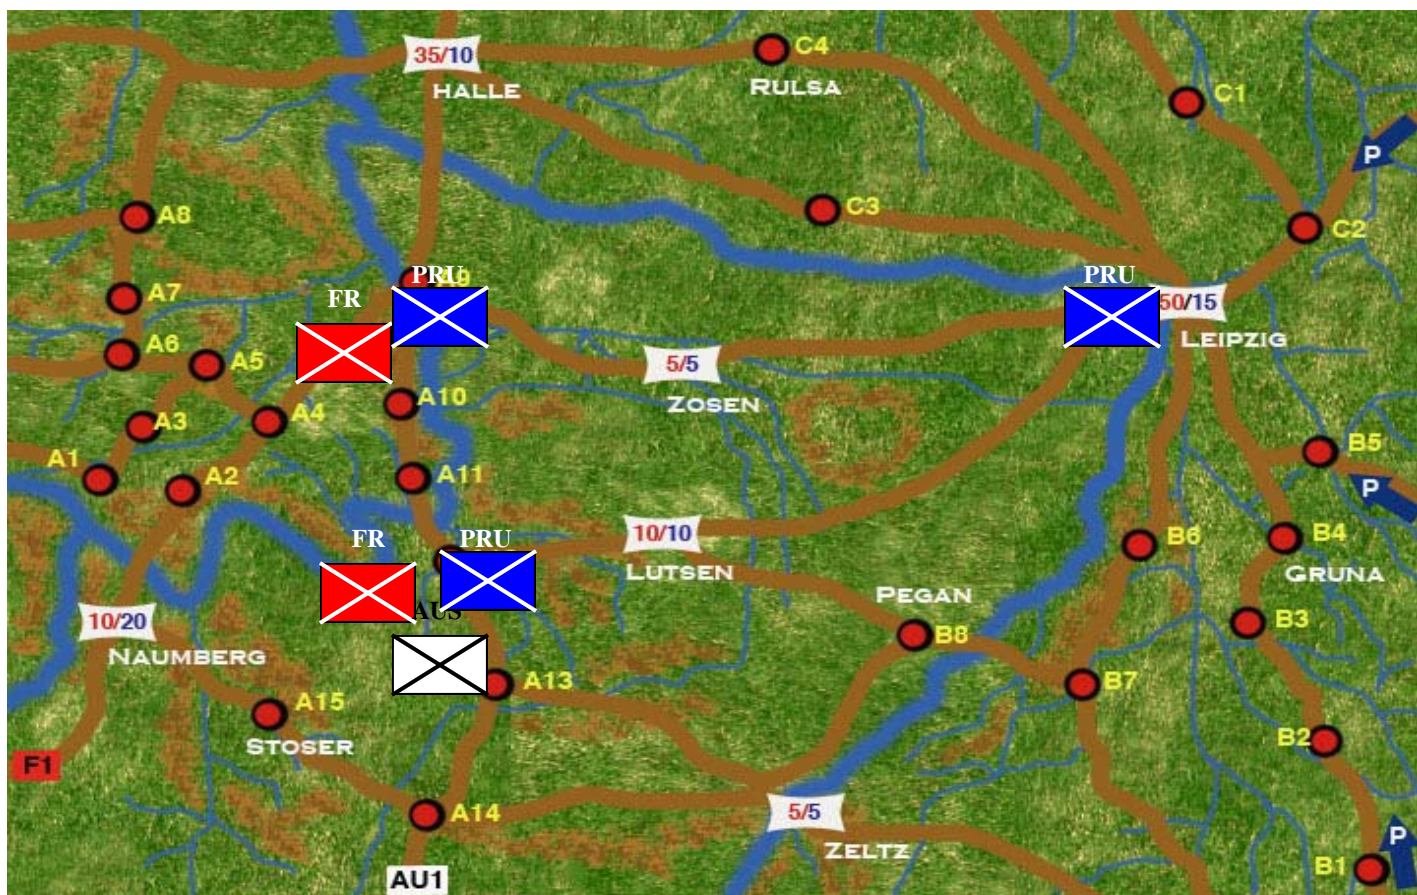 35/10
HALLE
C4
RULSA
C1
P
A8
C3
C2
A7
PRU
A9
FR
PRU
50/15
LEIPZIG
A6
A5
5/5
ZOSEN
A10
A3
A4
A1
A2
A11
B5
P
FR
PRU
10/10
LUTSEN
B6
B4
GRUNA
PEGAN
AUS
10/20
NAUMBERG
B3
B8
A13
B7
A15
STOSER
B2
F1
A14
5/5
ZELTZ
P
AU1
B1